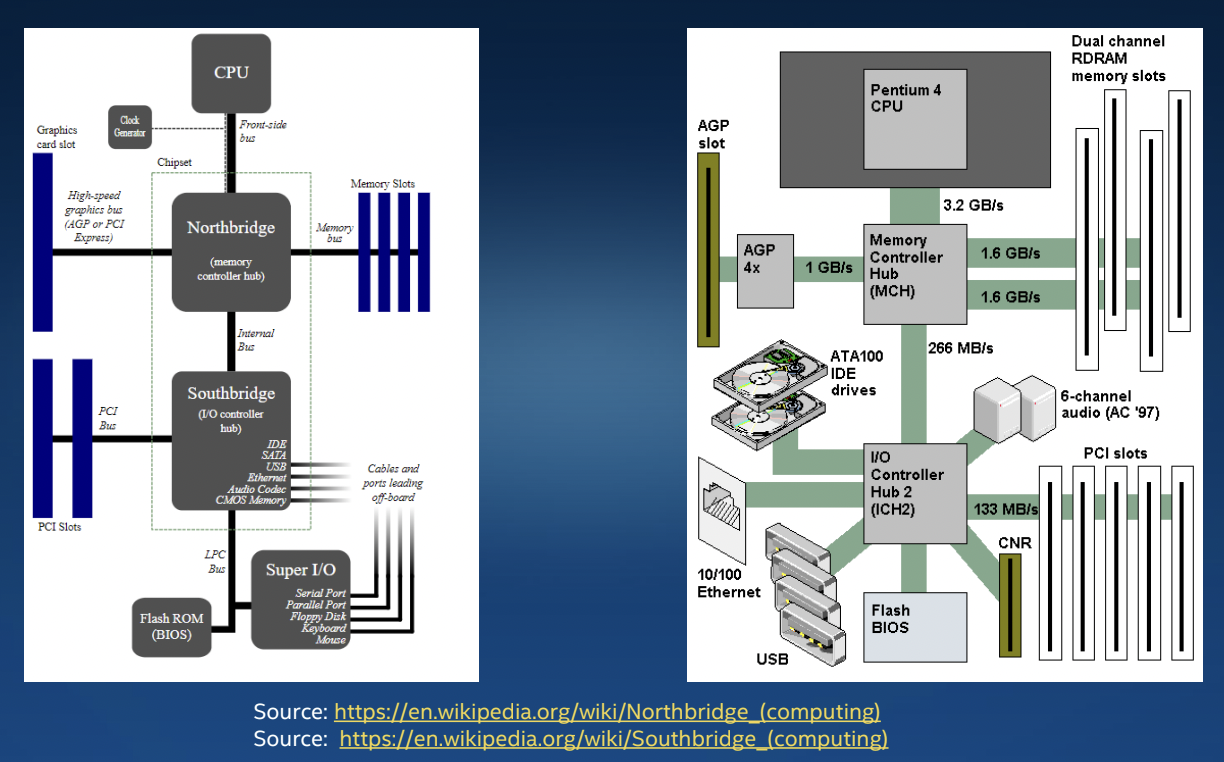 CPU
Clock
Generator
Front-side
bus
Graphics
card slot
Chipset
High-speed
graphics bus
(AGP or PCI
Express)
Northbridge
(memory
controller hub)
Memory
bus
Memory Slots
Internal
Bus
Southbridge
(I/O controller
hub)
PCI
Bus
IDE
SATA
USB
Ethernet
Audio Codec
CMOS Memory
Cables and
ports leading
off-board
PCI Slots
LPC
Bus
Super I/O
Serial Port
Parallel Port
Floppy Disk
Keyboard
Mouse
Flash ROM
(BIOS)
Dual channel
RDRAM
memory slots
Pentium 4
CPU
AGP
slot
3.2 GB/s
AGP
4x
1 GB/s
Memory
Controller
Hub
(MCH)
1.6 GB/s
1.6 GB/s
266 MB/s
ATA100
IDE
drives
6-channel
audio (AC '97)
I/O
Controller
Hub 2
(ICH2)
PCI slots
133 MB/s
CNR
10/100
Ethernet
Flash
BIOS
USB
Source: https://en.wikipedia.org/wiki/Northbridge_(computing)
Source: https://en.wikipedia.org/wiki/Southbridge_(computing)